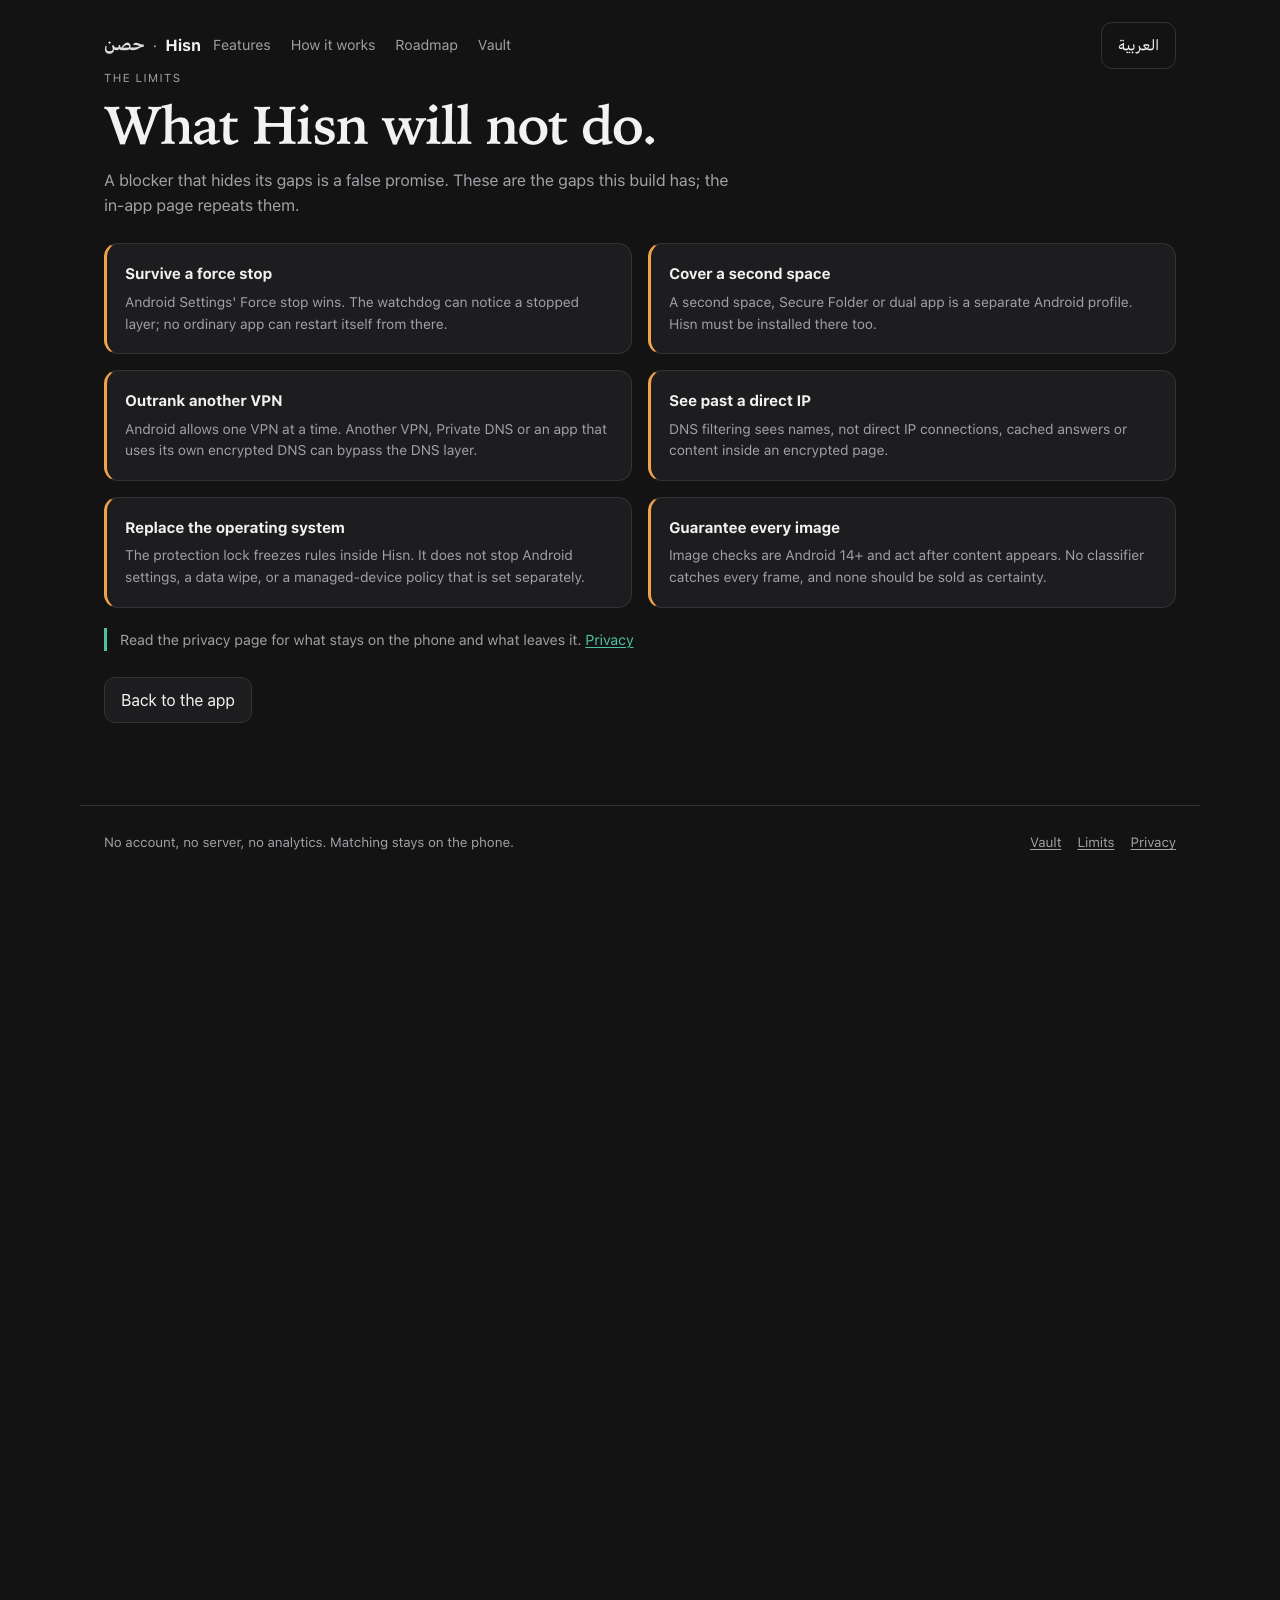 حصن · Hisn Features How it works Roadmap Vault العربية
THE LIMITS
What Hisn will not do.
A blocker that hides its gaps is a false promise. These are the gaps this build has; the
in-app page repeats them.
Survive a force stop
Android Settings' Force stop wins. The watchdog can notice a stopped
layer; no ordinary app can restart itself from there.
Cover a second space
A second space, Secure Folder or dual app is a separate Android profile.
Hisn must be installed there too.
Outrank another VPN
Android allows one VPN at a time. Another VPN, Private DNS or an app that
uses its own encrypted DNS can bypass the DNS layer.
See past a direct IP
DNS filtering sees names, not direct IP connections, cached answers or
content inside an encrypted page.
Replace the operating system
The protection lock freezes rules inside Hisn. It does not stop Android
settings, a data wipe, or a managed-device policy that is set separately.
Guarantee every image
Image checks are Android 14+ and act after content appears. No classifier
catches every frame, and none should be sold as certainty.
Read the privacy page for what stays on the phone and what leaves it. Privacy
Back to the app
No account, no server, no analytics. Matching stays on the phone.
Vault Limits Privacy